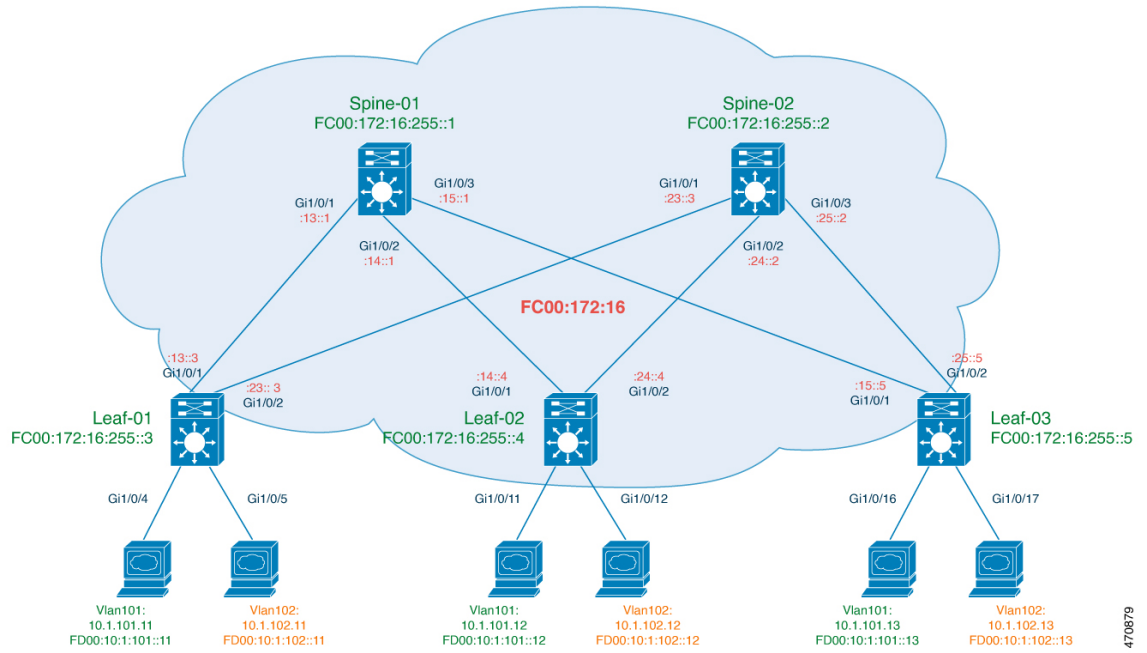 Spine-01
FC00:172:16:255::1
Spine-02
FC00:172:16:255::2
Gi1/0/1
:13::1
Gi1/0/3
:15::1
Gi1/0/2
:14::1
Gi1/0/1
:23::3
Gi1/0/3
:25::2
Gi1/0/2
:24::2
FC00:172:16
:13::3
Gi1/0/1
:23:: 3
Gi1/0/2
:14::4
Gi1/0/1
:24::4
Gi1/0/2
:15::5
Gi1/0/1
:25::5
Gi1/0/2
Leaf-01
FC00:172:16:255::3
Leaf-02
FC00:172:16:255::4
Leaf-03
FC00:172:16:255::5
Gi1/0/4
Gi1/0/5
Gi1/0/11
Gi1/0/12
Gi1/0/16
Gi1/0/17
Vlan101:
10.1.101.11
FD00:10:1:101::11
Vlan102:
10.1.102.11
FD00:10:1:102::11
Vlan101:
10.1.101.12
FD00:10:1:101::12
Vlan102:
10.1.102.12
FD00:10:1:102::12
Vlan101:
10.1.101.13
FD00:10:1:101::13
Vlan102:
10.1.102.13
FD00:10:1:102::13
470879